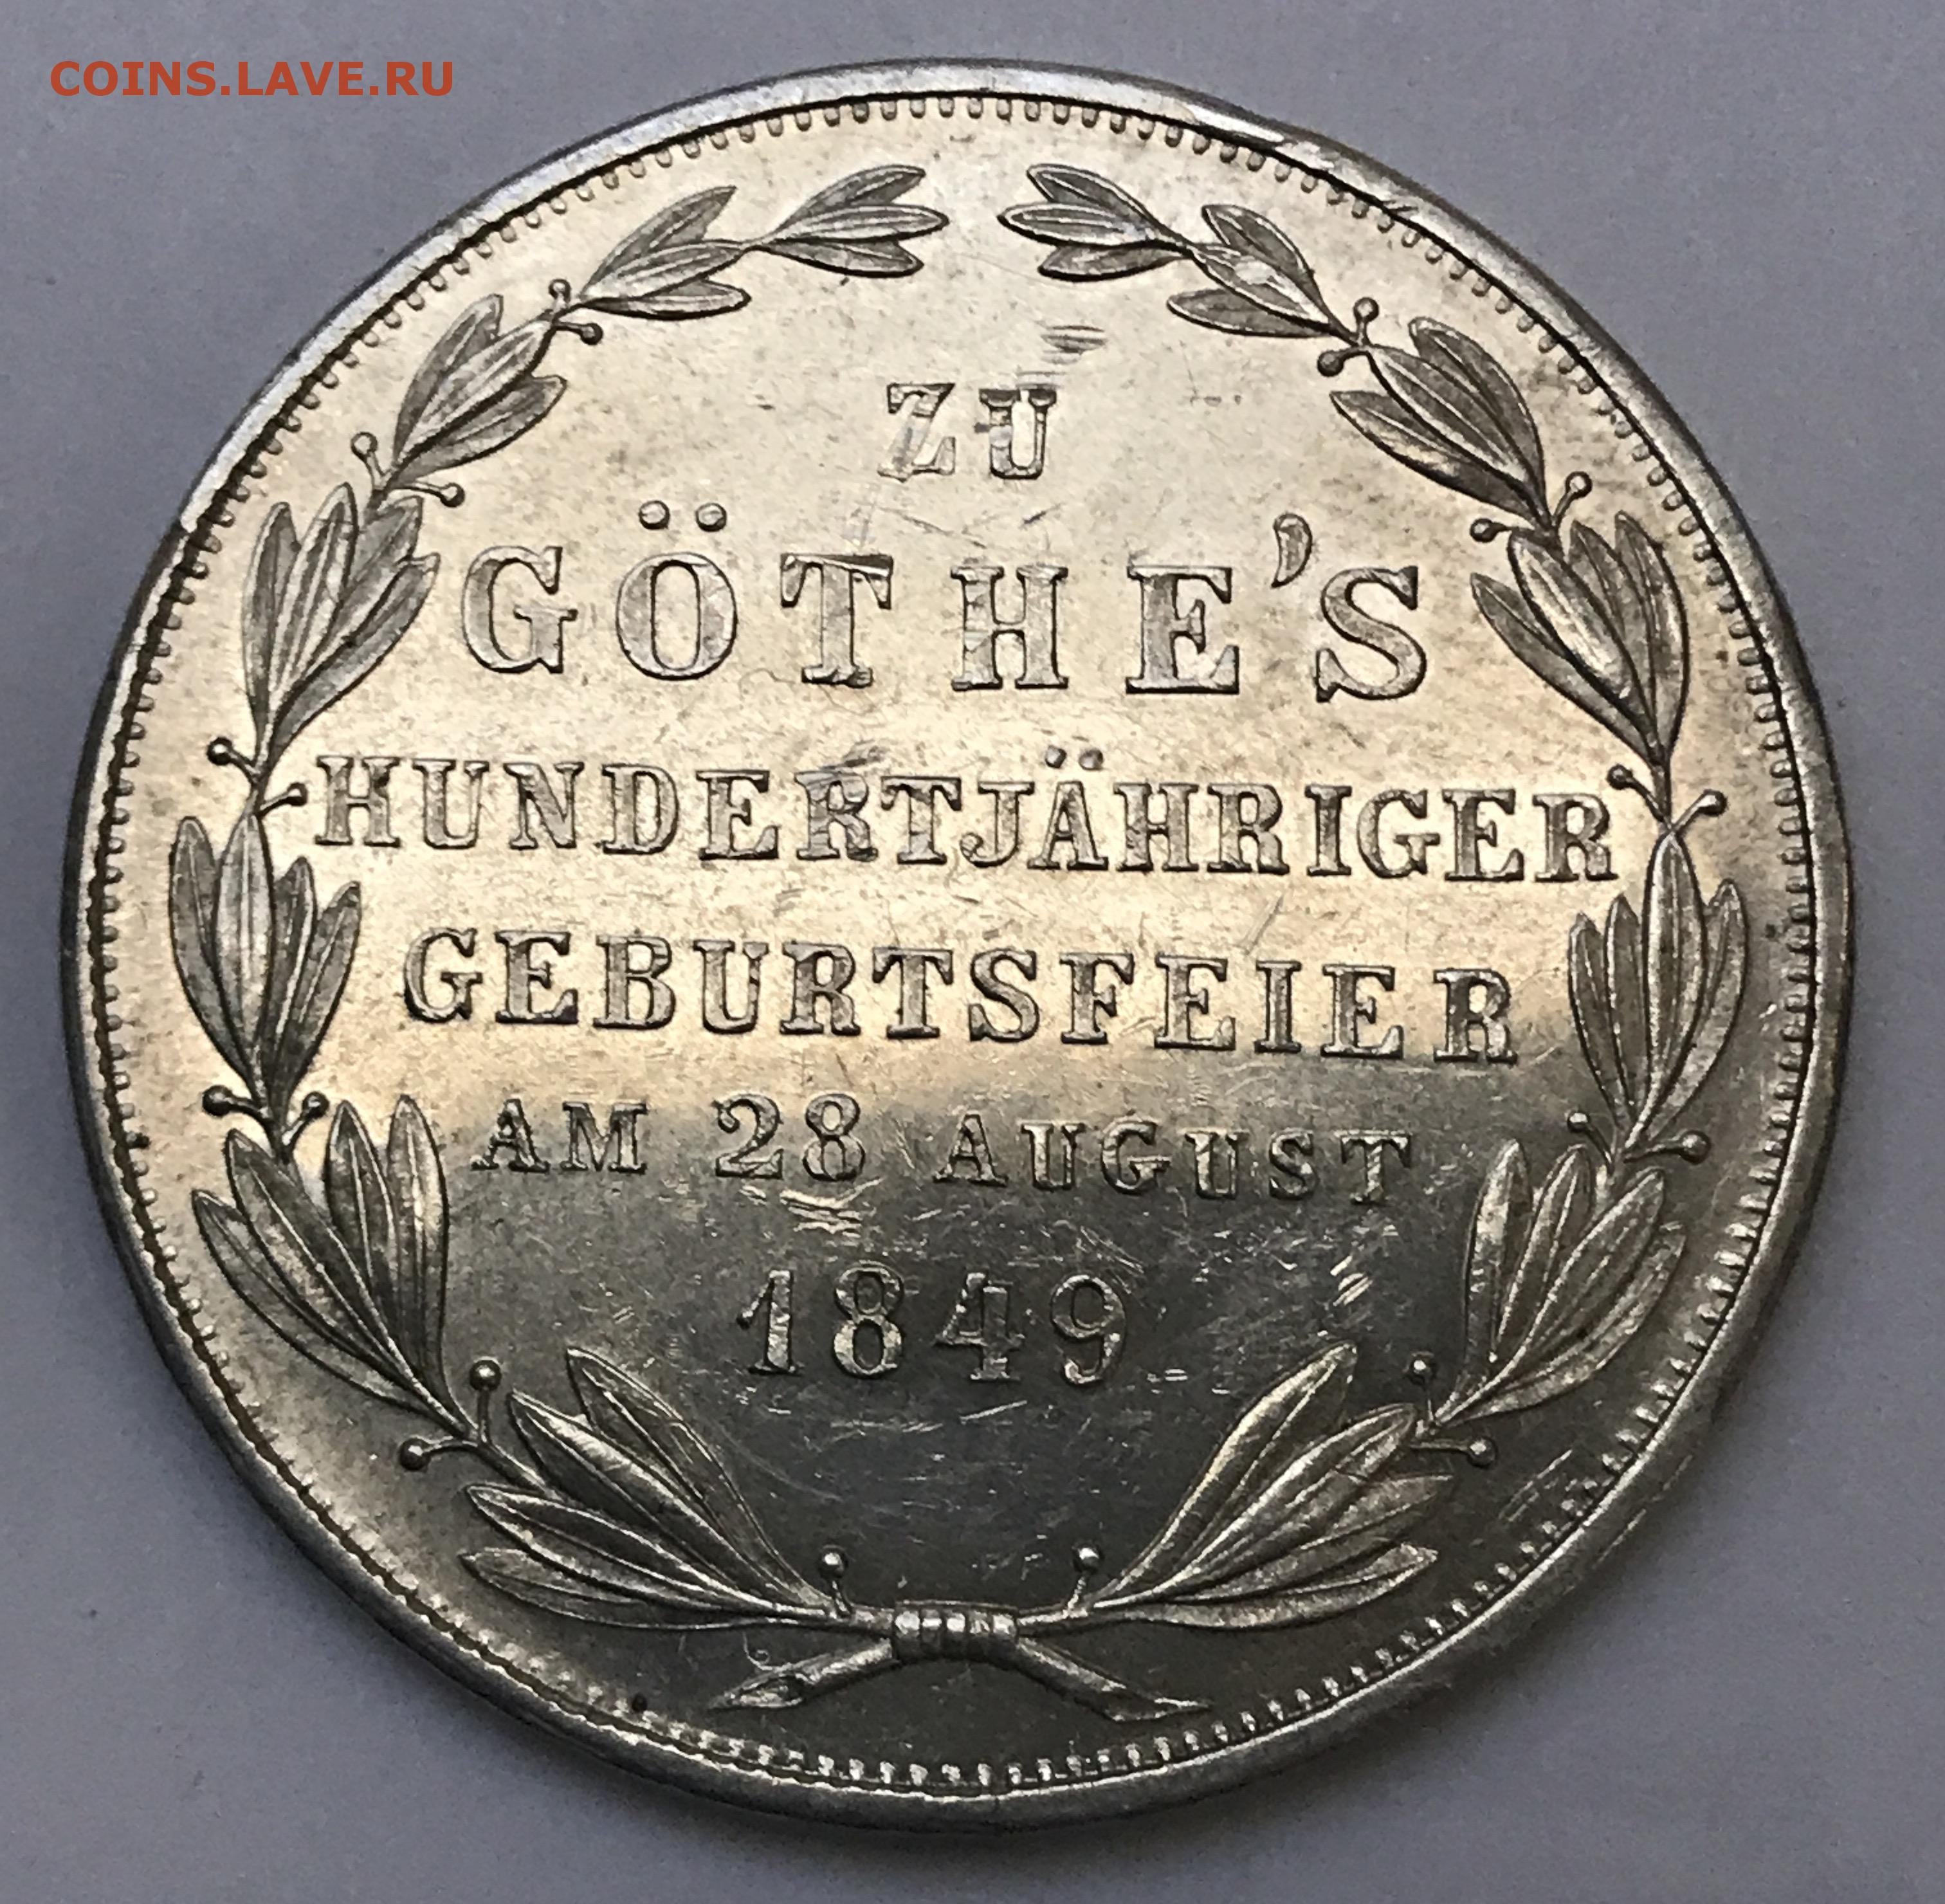 COINS.LAVE.RU
ZU
GÖTHE'S
HUNDERTJÄHRIGER
GEBURTSFEIER
AM 28 AUGUST
1849